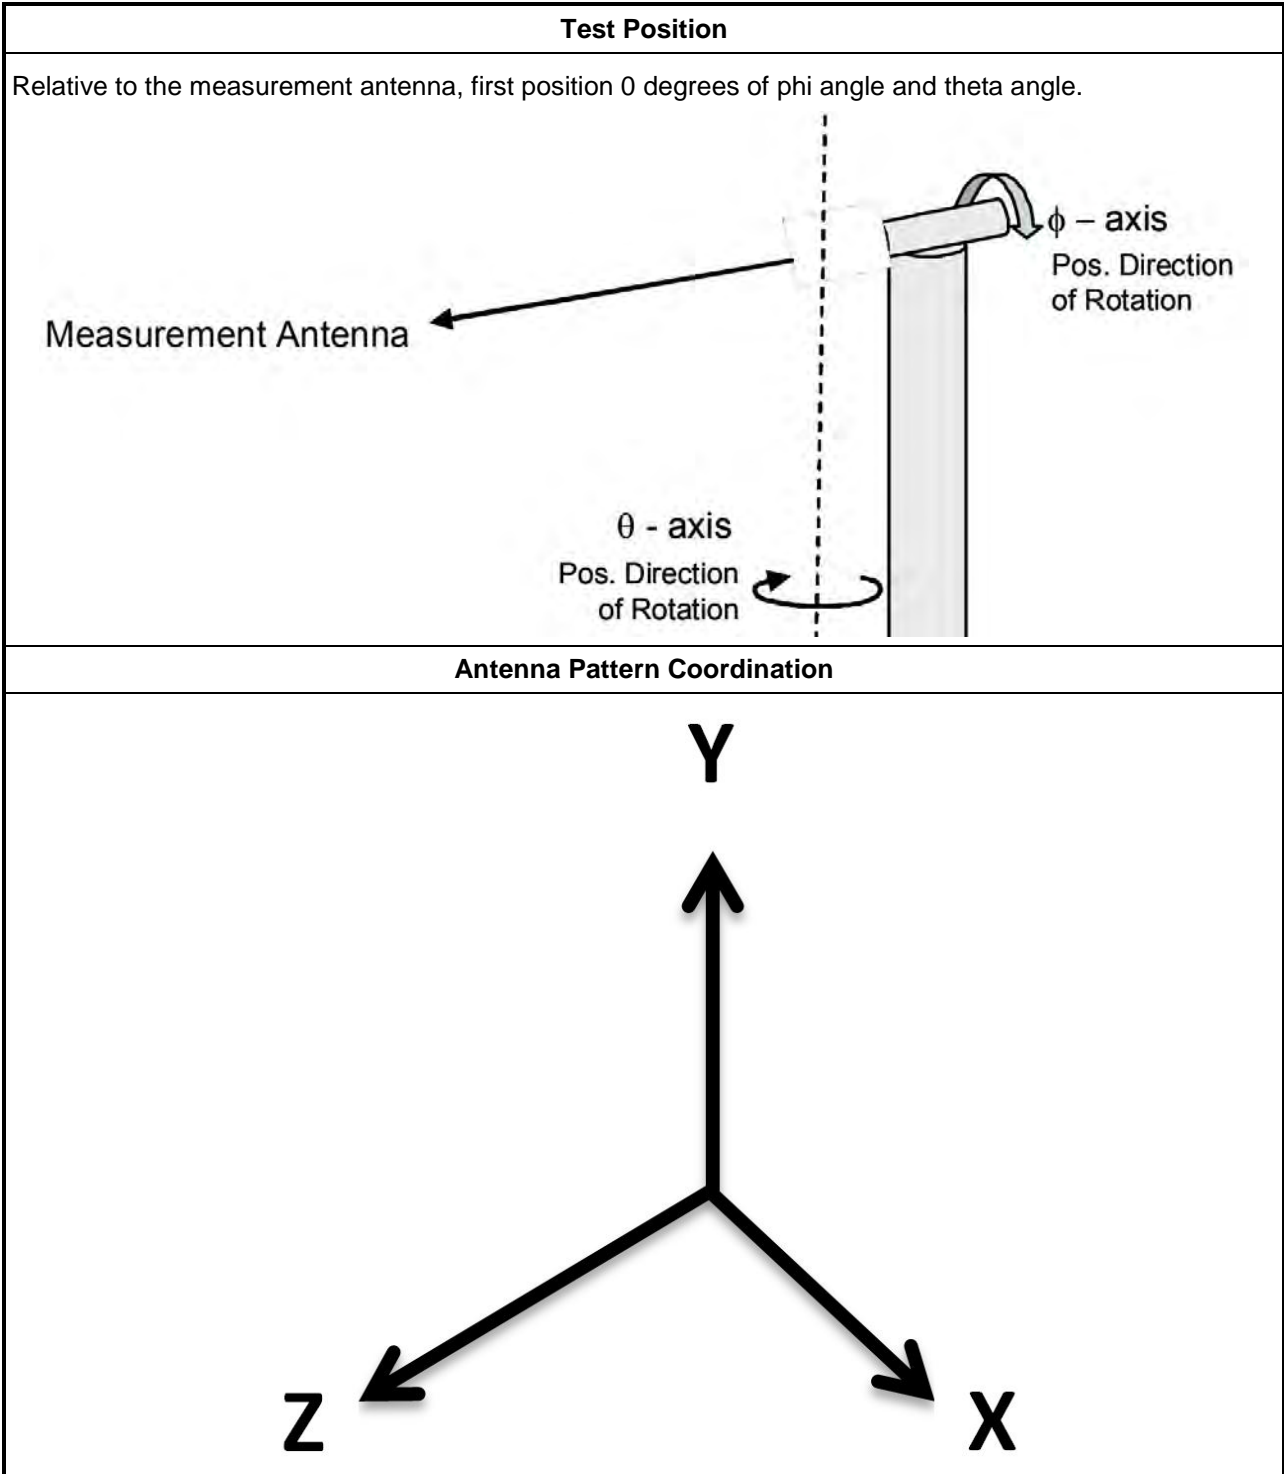 Test Position
Relative to the measurement antenna, first position 0 degrees of phi angle and theta angle.
ϕ – axis
Pos. Direction
of Rotation
Measurement Antenna
θ - axis
Pos. Direction
of Rotation
Antenna Pattern Coordination
Y
Z
X